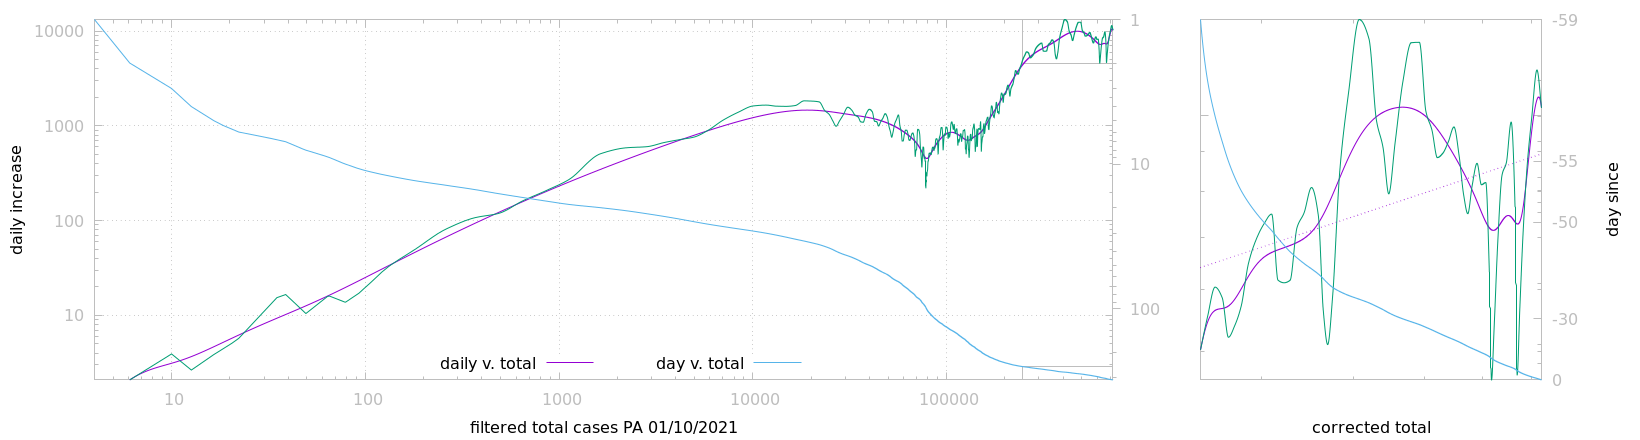 10000
1000
100
10
daily increase
1
10
100
daily v. total
day v. total
10
100
1000
10000
100000
filtered total cases PA 01/10/2021
-59
-55
-50
-30
0
day since
corrected total